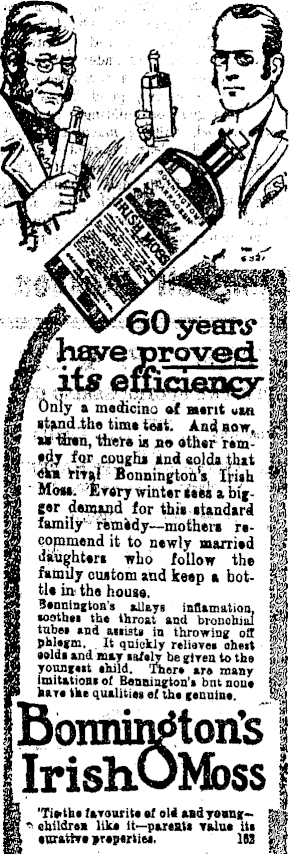 BONNINGTON'S
CARRAGEEN
IRISH MOSS
60 years
have proved
its efficiency
Only a medicine of merit can
stand the time test. And now,
as then, there is no other rem-
edy for coughs and colds that
can rival Bonnington's Irish
Moss. Every winter sees a big-
ger demand for this standard
family remedy—mothers re-
commend it to newly married
daughters who follow the
family custom and keep a bot-
tle in the house.
Bonnington's allays inflamation,
soothes the throat and bronchial
tubes and assists in throwing off
phlegm. It quickly relieves chest
colds and may safely be given to the
youngest child. There are many
imitations of Bonnington's but none
have the qualities of the genuine.
Bonnington's
Irish Moss
'Tis the favourite of old and young—
children like it—parents value its
curative properties. 162